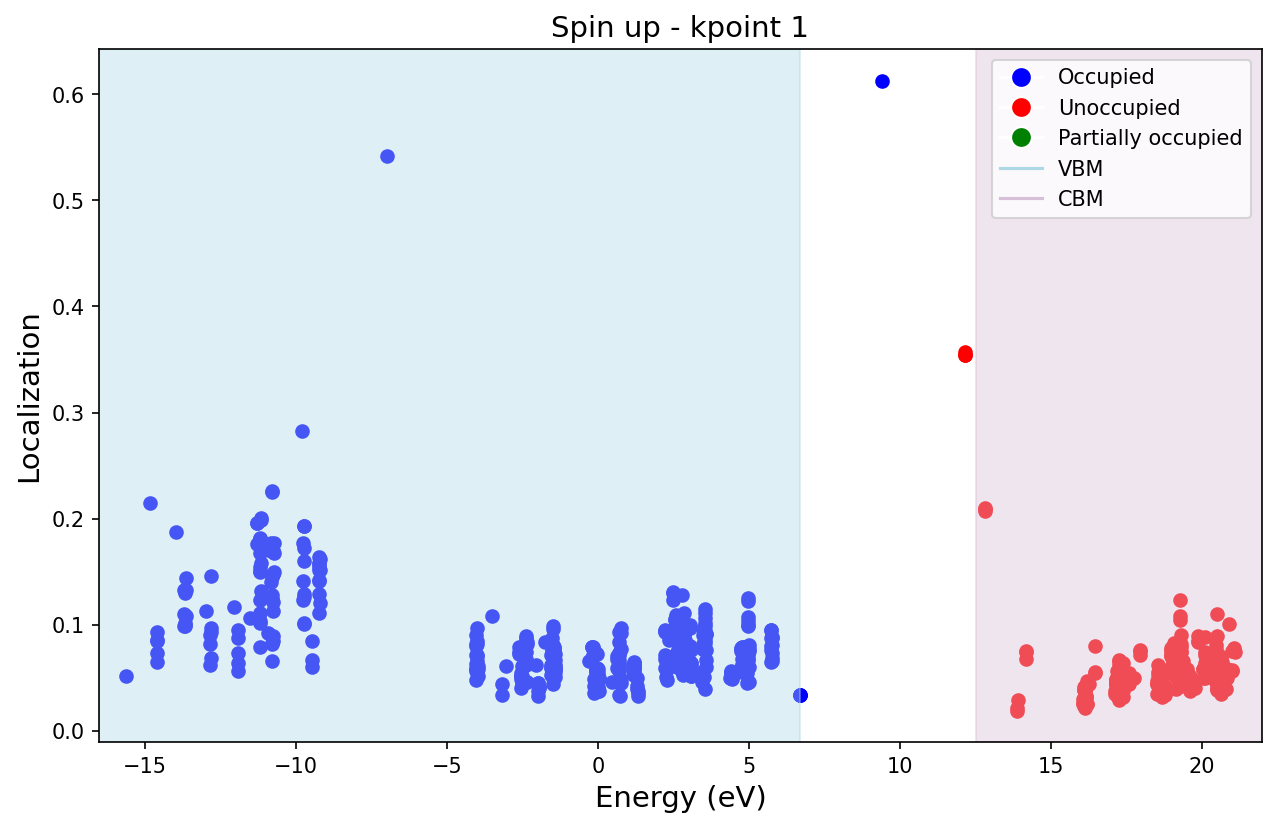 Spin up - kpoint 1
Localization
0.6
0.5
0.4
0.3
0.2
0.1
0.0
Occupied
Unoccupied
Partially occupied
VBM
CBM
−15
−10
−5
0
5
10
15
20
Energy (eV)